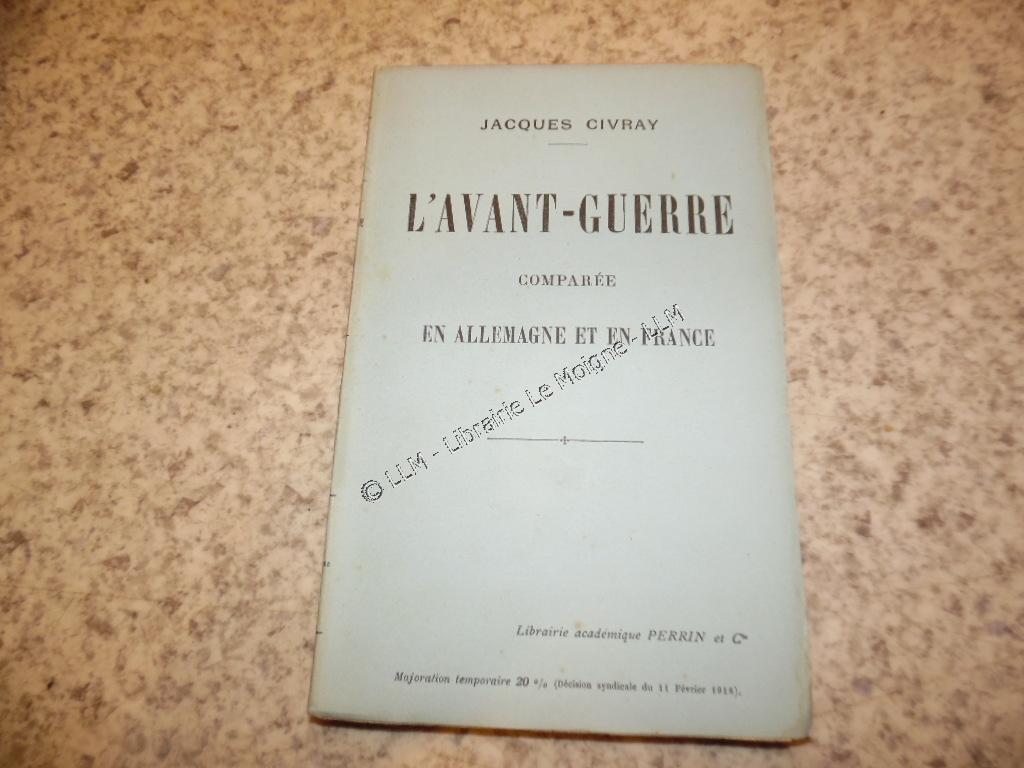 JACQUES CIVRAY
L'AVANT-GUERRE
COMPARÉE
EN ALLEMAGNE ET EN FRANCE
© LLM - Librairie Le Moigne - LLM
Librairie académique PERRIN et Cie
Majoration temporaire 20 % (Décision syndicale du 11 Février 1918).